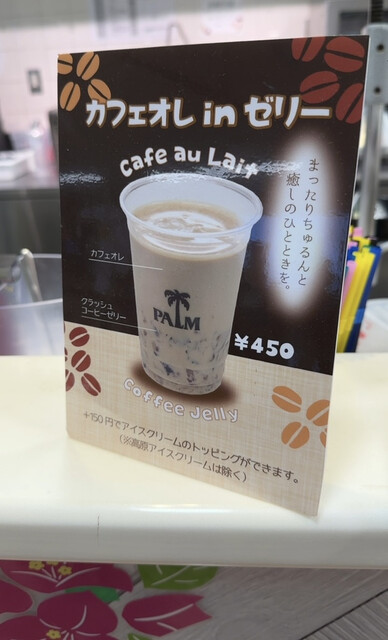 カフェオレ in ゼリー
cafe au Lait
まったりちゅるんと
癒しのひとときを。
カフェオレ
クラッシュ
コーヒーゼリー
PALM
¥450
Coffee Jelly
+150円でアイスクリームのトッピングができます。
(※高原アイスクリームは除く)